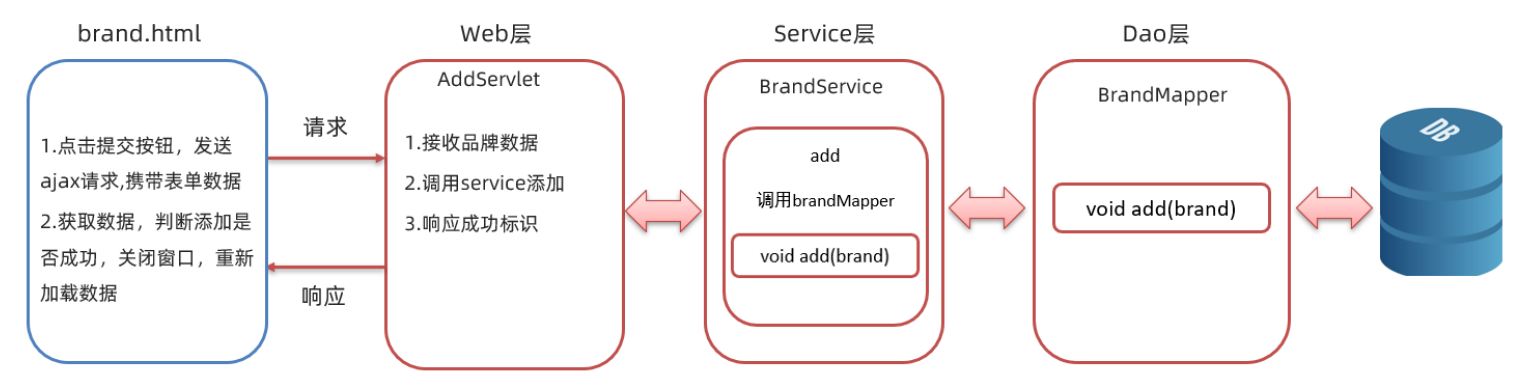 brand.html
1.点击提交按钮，发送
ajax请求,携带表单数据
2.获取数据，判断添加是
否成功，关闭窗口，重新
加载数据
请求
响应
Web层
AddServlet
1.接收品牌数据
2.调用service添加
3.响应成功标识
Service层
BrandService
add
调用brandMapper
void add(brand)
Dao层
BrandMapper
void add(brand)
DB